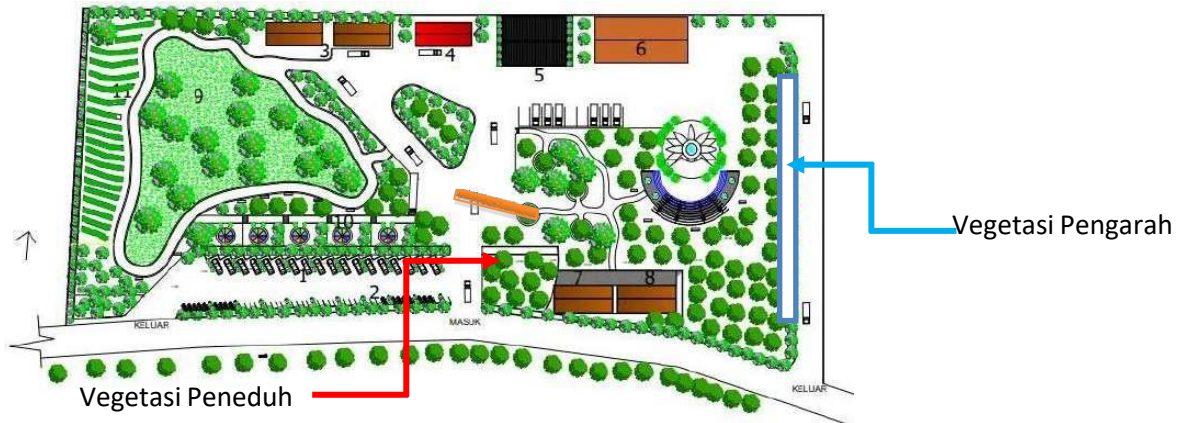 3
4
5
6
11
9
10
1
2
7
8
KELUAR
MASUK
KELUAR
Vegetasi Pengarah
Vegetasi Peneduh